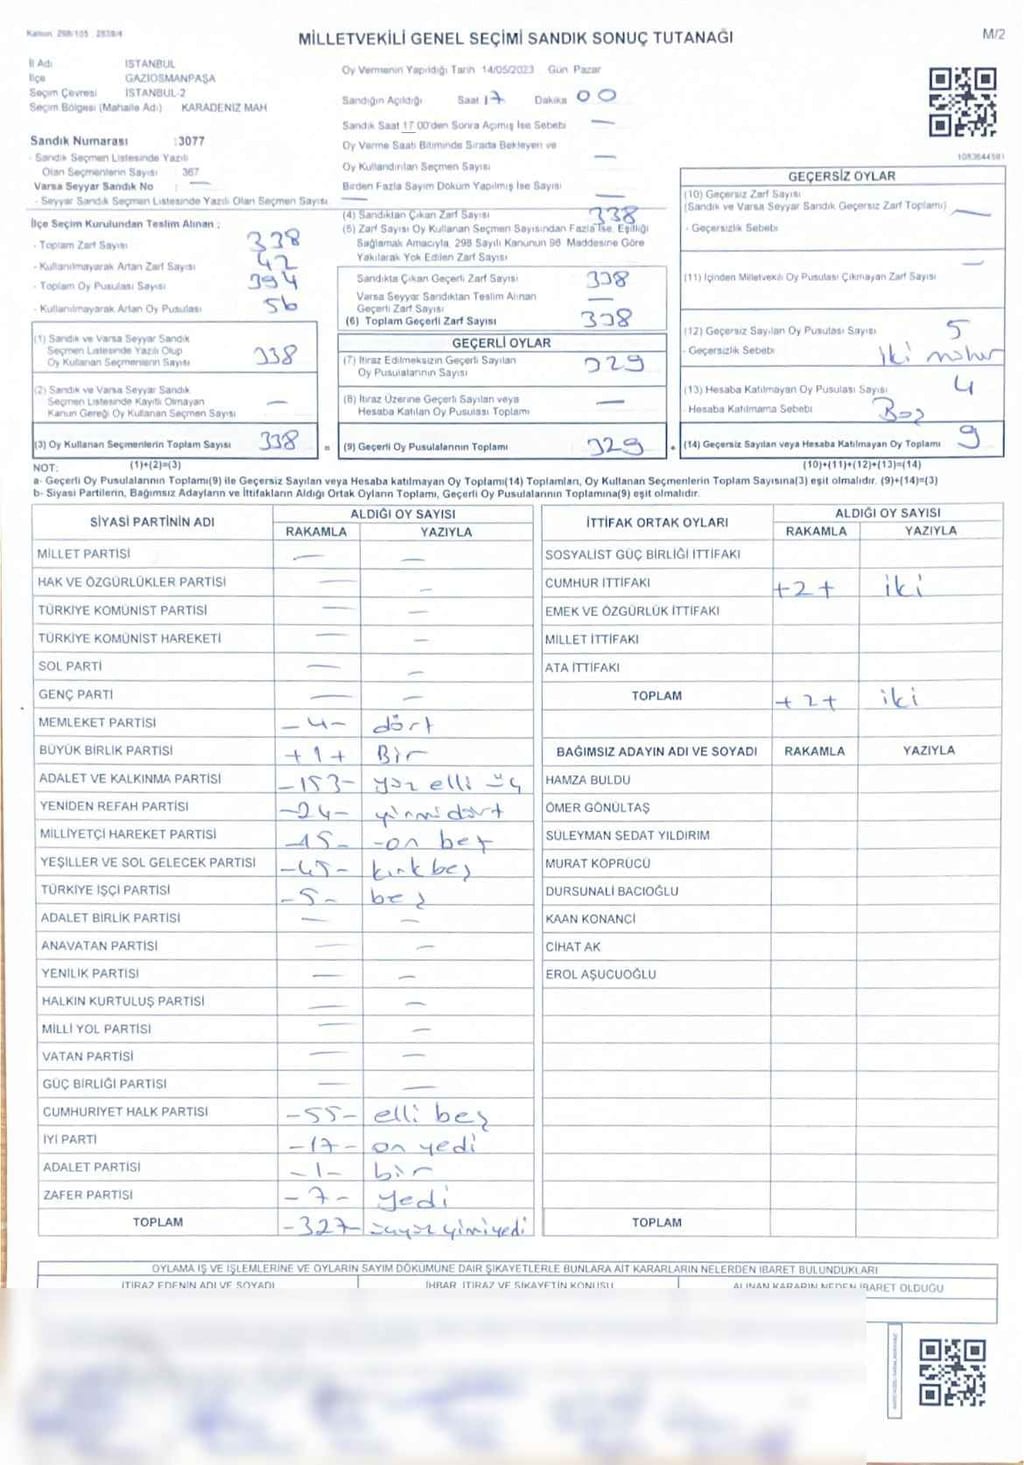 Kanun 298/105 2839/4
MİLLETVEKİLİ GENEL SEÇİMİ SANDIK SONUÇ TUTANAĞI
M/2
İl Adı İSTANBUL
İlçe GAZİOSMANPAŞA
Seçim Çevresi İSTANBUL-2
Seçim Bölgesi (Mahalle Adı) KARADENİZ MAH
Oy Vermenin Yapıldığı Tarih 14/05/2023 Gün Pazar
Sandığın Açıldığı Saat 17 Dakika 00
Sandık Saat 17 00'den Sonra Açılmış İse Sebebi —
Oy Verme Saati Bitiminde Sırada Bekleyen ve
Oy Kullandırılan Seçmen Sayısı —
Birden Fazla Sayım Döküm Yapılmış İse Sayısı —
Sandık Numarası :3077
- Sandık Seçmen Listesinde Yazılı
Olan Seçmenlerin Sayısı 367
Varsa Seyyar Sandık No : —
- Seyyar Sandık Seçmen Listesinde Yazılı Olan Seçmen Sayısı —
İlçe Seçim Kurulundan Teslim Alınan ;
- Toplam Zarf Sayısı 338
- Kullanılmayarak Artan Zarf Sayısı 42
- Toplam Oy Pusulası Sayısı 394
- Kullanılmayarak Artan Oy Pusulası 56
(1) Sandık ve Varsa Seyyar Sandık
Seçmen Listesinde Yazılı Olup
Oy Kullanan Seçmenlerin Sayısı 338
(2) Sandık ve Varsa Seyyar Sandık
Seçmen Listesinde Kayıtlı Olmayan
Kanun Gereği Oy Kullanan Seçmen Sayısı —
(3) Oy Kullanan Seçmenlerin Toplam Sayısı 338
(4) Sandıktan Çıkan Zarf Sayısı 338
(5) Zarf Sayısı Oy Kullanan Seçmen Sayısından Fazla İse, Eşitliği
Sağlamak Amacıyla, 298 Sayılı Kanunun 98 Maddesine Göre
Yakılarak Yok Edilen Zarf Sayısı
Sandıkta Çıkan Geçerli Zarf Sayısı 338
Varsa Seyyar Sandıktan Teslim Alınan
Geçerli Zarf Sayısı —
(6) Toplam Geçerli Zarf Sayısı 338
GEÇERLİ OYLAR
(7) İtiraz Edilmeksizin Geçerli Sayılan
Oy Pusulalarının Sayısı 329
(8) İtiraz Üzerine Geçerli Sayılan veya
Hesaba Katılan Oy Pusulası Toplamı —
= (9) Geçerli Oy Pusulalarının Toplamı 329
1083644581
GEÇERSİZ OYLAR
(10) Geçersiz Zarf Sayısı
(Sandık ve Varsa Seyyar Sandık Geçersiz Zarf Toplamı) —
- Geçersizlik Sebebi
—
(11) İçinden Milletvekili Oy Pusulası Çıkmayan Zarf Sayısı
(12) Geçersiz Sayılan Oy Pusulası Sayısı 5
- Geçersizlik Sebebi İki mühür
(13) Hesaba Katılmayan Oy Pusulası Sayısı 4
- Hesaba Katılmama Sebebi Boş
+ (14) Geçersiz Sayılan veya Hesaba Katılmayan Oy Toplamı 9
NOT: (1)+(2)=(3) (10)+(11)+(12)+(13)=(14)
a- Geçerli Oy Pusulalarının Toplamı(9) ile Geçersiz Sayılan veya Hesaba katılmayan Oy Toplamı(14) Toplamları, Oy Kullanan Seçmenlerin Toplam Sayısına(3) eşit olmalıdır. (9)+(14)=(3)
b- Siyasi Partilerin, Bağımsız Adayların ve İttifakların Aldığı Ortak Oyların Toplamı, Geçerli Oy Pusulalarının Toplamına(9) eşit olmalıdır.
SİYASİ PARTİNİN ADI ALDIĞI OY SAYISI
RAKAMLA YAZIYLA
MİLLET PARTİSİ — —
HAK VE ÖZGÜRLÜKLER PARTİSİ — —
TÜRKİYE KOMÜNİST PARTİSİ — —
TÜRKİYE KOMÜNİST HAREKETİ — —
SOL PARTİ — —
GENÇ PARTİ — —
MEMLEKET PARTİSİ -4- dört
BÜYÜK BİRLİK PARTİSİ +1+ Bir
ADALET VE KALKINMA PARTİSİ -153- yüz elli üç
YENİDEN REFAH PARTİSİ -24- yirmidört
MİLLİYETÇİ HAREKET PARTİSİ -15- -on beş
YEŞİLLER VE SOL GELECEK PARTİSİ -45- kırkbeş
TÜRKİYE İŞÇİ PARTİSİ -5- beş
ADALET BİRLİK PARTİSİ — —
ANAVATAN PARTİSİ — —
YENİLİK PARTİSİ — —
HALKIN KURTULUŞ PARTİSİ — —
MİLLİ YOL PARTİSİ — —
VATAN PARTİSİ — —
GÜÇ BİRLİĞİ PARTİSİ — —
CUMHURİYET HALK PARTİSİ -55- elli beş
İYİ PARTİ -17- on yedi
ADALET PARTİSİ -1- bir
ZAFER PARTİSİ -7- yedi
TOPLAM -327- üçyüz yirmiyedi
İTTİFAK ORTAK OYLARI ALDIĞI OY SAYISI
RAKAMLA YAZIYLA
SOSYALİST GÜÇ BİRLİĞİ İTTİFAKI
CUMHUR İTTİFAKI +2+ iki
EMEK VE ÖZGÜRLÜK İTTİFAKI
MİLLET İTTİFAKI
ATA İTTİFAKI
TOPLAM +2+ iki
BAĞIMSIZ ADAYIN ADI VE SOYADI RAKAMLA YAZIYLA
HAMZA BULDU
ÖMER GÖNÜLTAŞ
SÜLEYMAN SEDAT YILDIRIM
MURAT KÖPRÜCÜ
DURSUNALİ BACIOĞLU
KAAN KONANCİ
CİHAT AK
EROL AŞUCUOĞLU
TOPLAM
OYLAMA İŞ VE İŞLEMLERİNE VE OYLARIN SAYIM DÖKÜMÜNE DAİR ŞİKAYETLERLE BUNLARA AİT KARARLARIN NELERDEN İBARET BULUNDUKLARI
İTİRAZ EDENİN ADI VE SOYADI İHBAR, İTİRAZ VE ŞİKAYETİN KONUSU ALINAN KARARIN NEDEN İBARET OLDUĞU